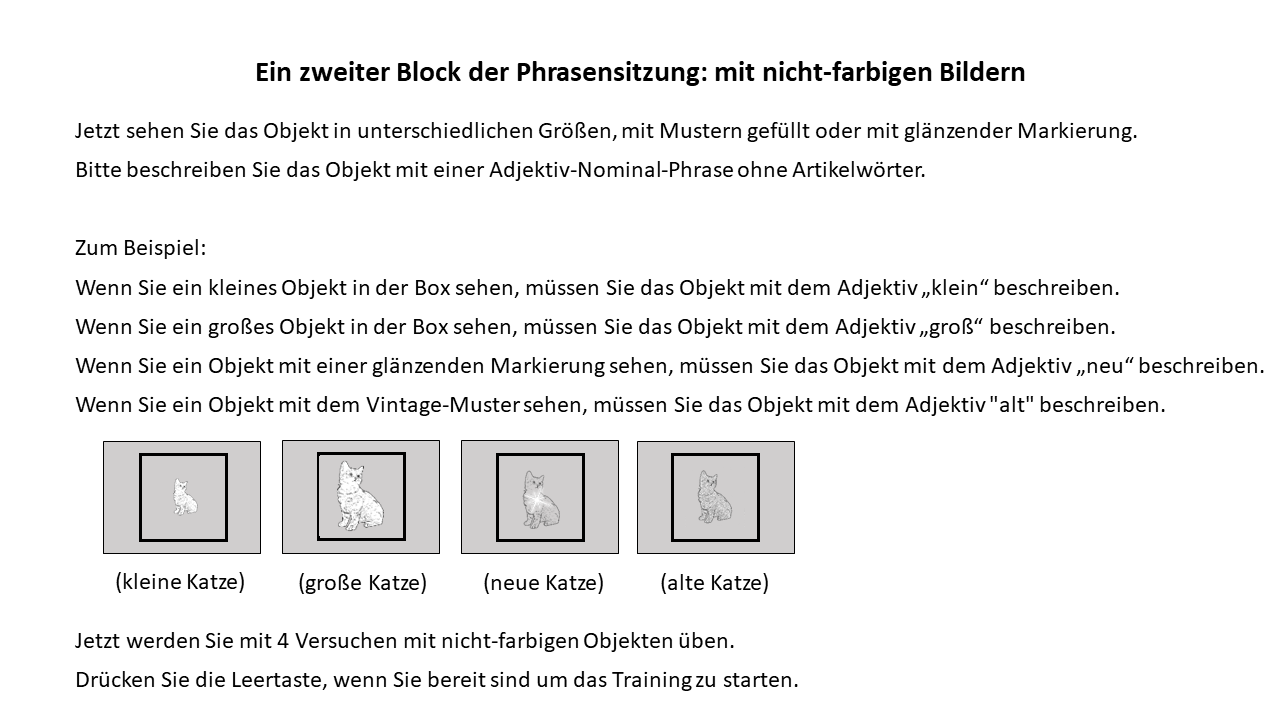 Ein zweiter Block der Phrasensitzung: mit nicht-farbigen Bildern
Jetzt sehen Sie das Objekt in unterschiedlichen Größen, mit Mustern gefüllt oder mit glänzender Markierung.
Bitte beschreiben Sie das Objekt mit einer Adjektiv-Nominal-Phrase ohne Artikelwörter.
Zum Beispiel:
Wenn Sie ein kleines Objekt in der Box sehen, müssen Sie das Objekt mit dem Adjektiv „klein“ beschreiben.
Wenn Sie ein großes Objekt in der Box sehen, müssen Sie das Objekt mit dem Adjektiv „groß“ beschreiben.
Wenn Sie ein Objekt mit einer glänzenden Markierung sehen, müssen Sie das Objekt mit dem Adjektiv „neu“ beschreiben.
Wenn Sie ein Objekt mit dem Vintage-Muster sehen, müssen Sie das Objekt mit dem Adjektiv "alt" beschreiben.
(kleine Katze) (große Katze) (neue Katze) (alte Katze)
Jetzt werden Sie mit 4 Versuchen mit nicht-farbigen Objekten üben.
Drücken Sie die Leertaste, wenn Sie bereit sind um das Training zu starten.